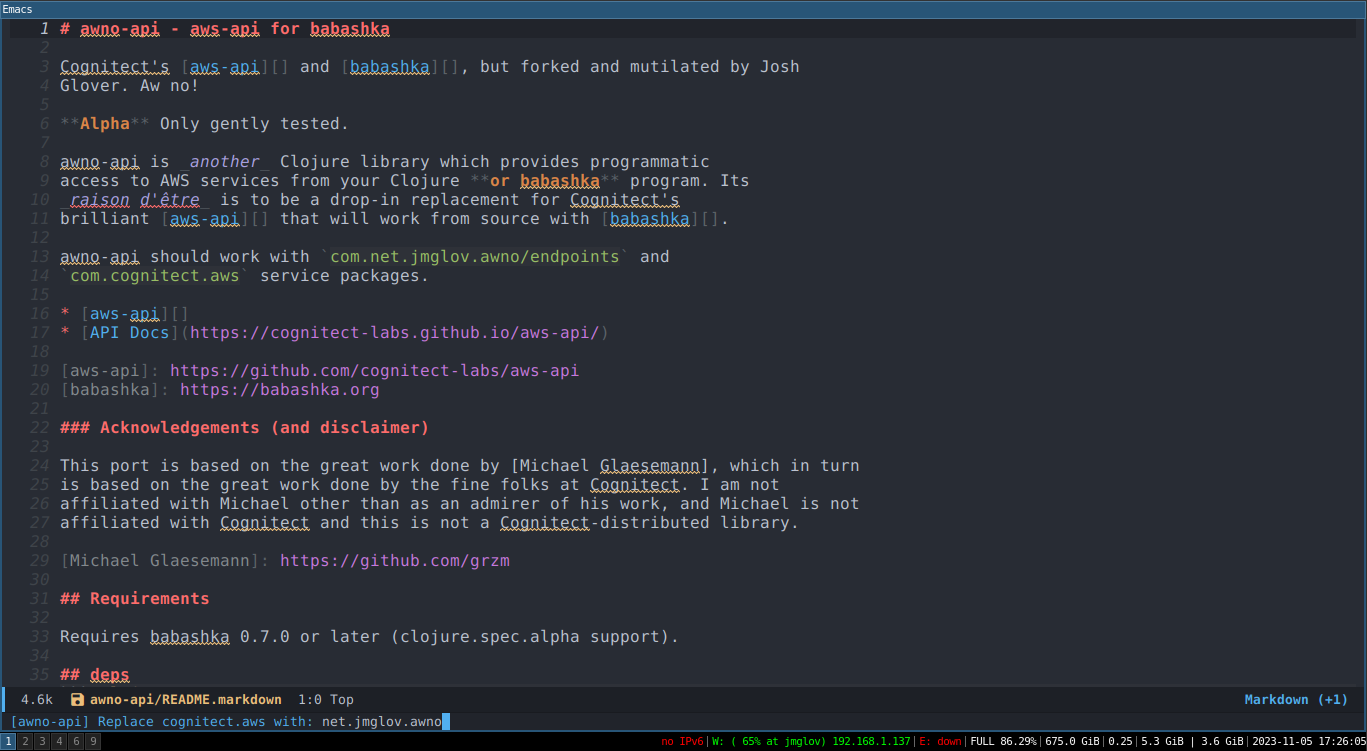 Emacs
1 # awno-api - aws-api for babashka
2
3 Cognitect's [aws-api][] and [babashka][], but forked and mutilated by Josh
4 Glover. Aw no!
5
6 **Alpha** Only gently tested.
7
8 awno-api is _another_ Clojure library which provides programmatic
9 access to AWS services from your Clojure **or babashka** program. Its
10 _raison d'être_ is to be a drop-in replacement for Cognitect's
11 brilliant [aws-api][] that will work from source with [babashka][].
12
13 awno-api should work with `com.net.jmglov.awno/endpoints` and
14 `com.cognitect.aws` service packages.
15
16 * [aws-api][]
17 * [API Docs](https://cognitect-labs.github.io/aws-api/)
18
19 [aws-api]: https://github.com/cognitect-labs/aws-api
20 [babashka]: https://babashka.org
21
22 ### Acknowledgements (and disclaimer)
23
24 This port is based on the great work done by [Michael Glaesemann], which in turn
25 is based on the great work done by the fine folks at Cognitect. I am not
26 affiliated with Michael other than as an admirer of his work, and Michael is not
27 affiliated with Cognitect and this is not a Cognitect-distributed library.
28
29 [Michael Glaesemann]: https://github.com/grzm
30
31 ## Requirements
32
33 Requires babashka 0.7.0 or later (clojure.spec.alpha support).
34
35 ## deps
4.6k awno-api/README.markdown 1:0 Top Markdown (+1)
[awno-api] Replace cognitect.aws with: net.jmglov.awno
1 2 3 4 6 9 no IPv6|W: ( 65% at jmglov) 192.168.1.137|E: down|FULL 86.29%|675.0 GiB|0.25|5.3 GiB | 3.6 GiB|2023-11-05 17:26:05